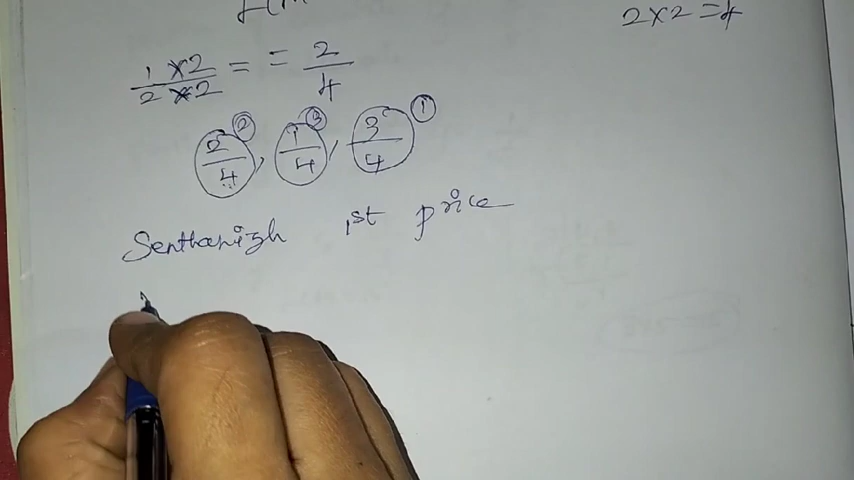 2×2=4
1×2/2×2 = = 2/4
2/4 ②, 1/4 ③, 3/4 ①
Senthamizh 1st price